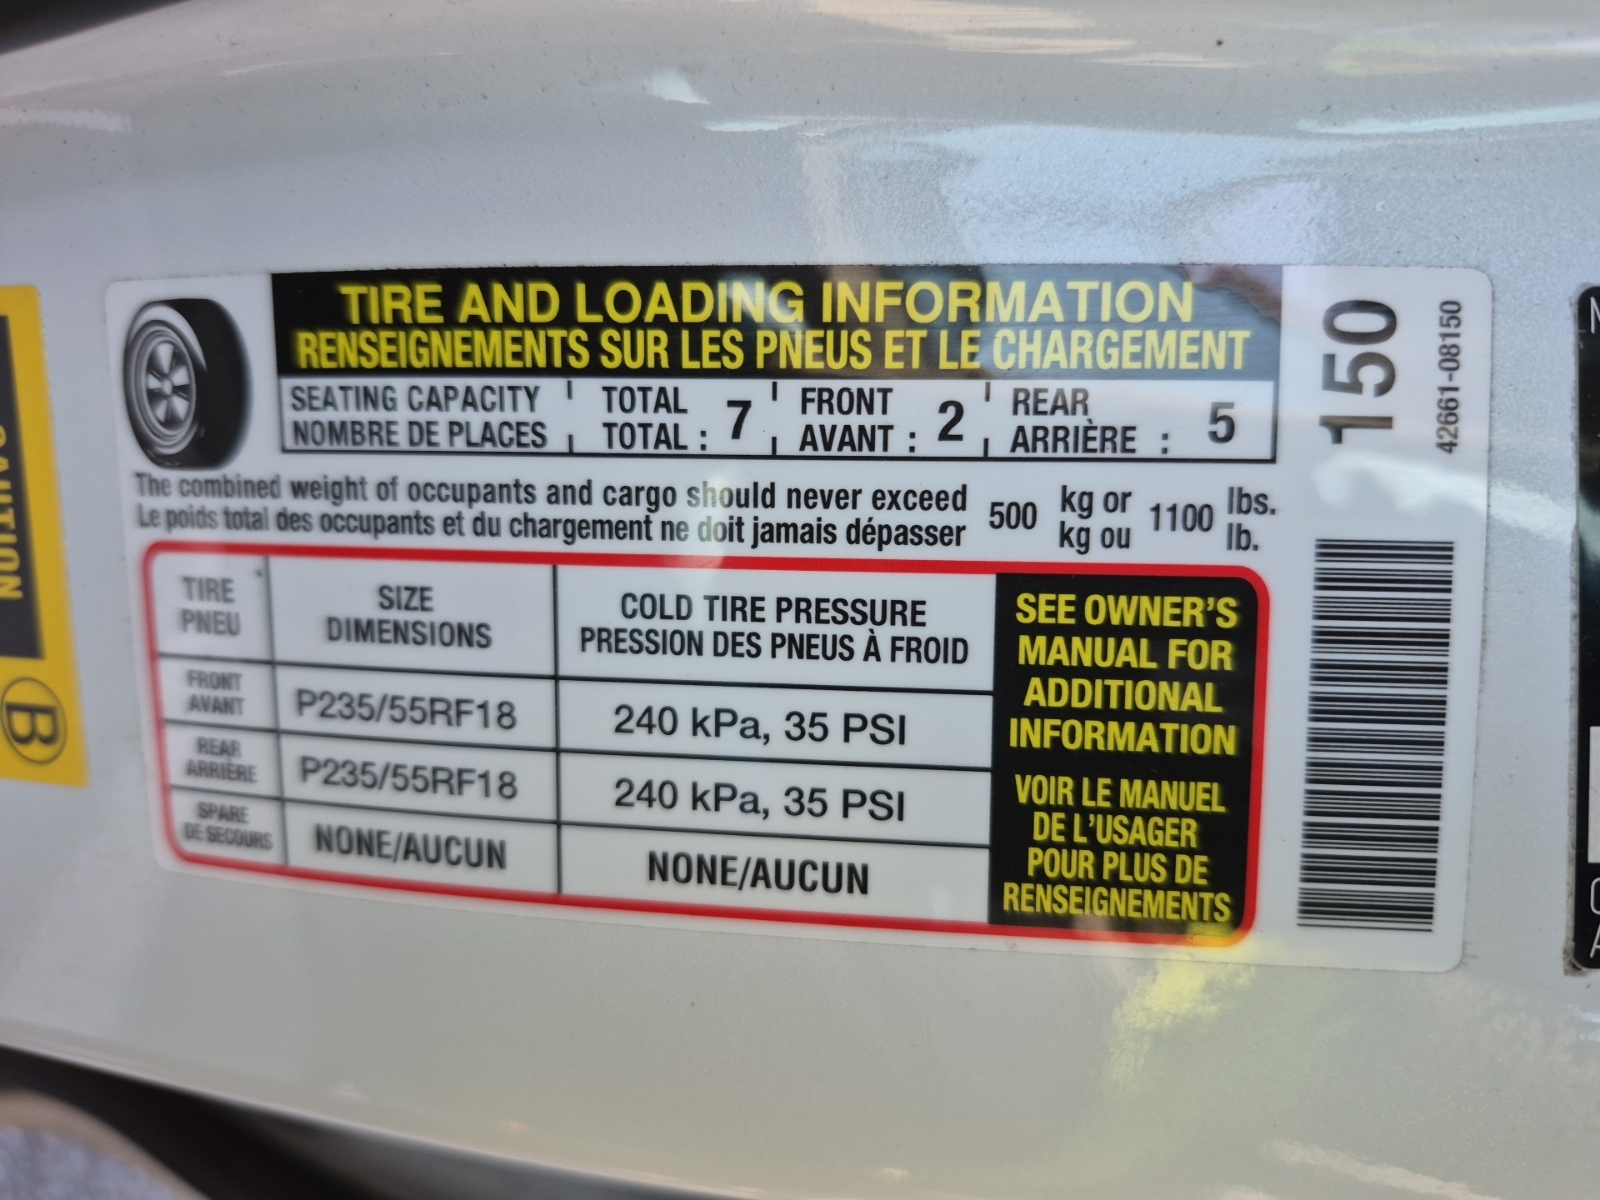 TIRE AND LOADING INFORMATION
RENSEIGNEMENTS SUR LES PNEUS ET LE CHARGEMENT
SEATING CAPACITY TOTAL 7 FRONT 2 REAR 5
NOMBRE DE PLACES TOTAL : AVANT : ARRIÈRE :
The combined weight of occupants and cargo should never exceed 500 kg or 1100 lbs.
Le poids total des occupants et du chargement ne doit jamais dépasser kg ou lb.
TIRE
PNEU
SIZE
DIMENSIONS
COLD TIRE PRESSURE
PRESSION DES PNEUS À FROID
FRONT
AVANT
P235/55RF18
240 kPa, 35 PSI
REAR
ARRIÈRE
P235/55RF18
240 kPa, 35 PSI
SPARE
DE SECOURS
NONE/AUCUN
NONE/AUCUN
SEE OWNER'S
MANUAL FOR
ADDITIONAL
INFORMATION
VOIR LE MANUEL
DE L'USAGER
POUR PLUS DE
RENSEIGNEMENTS
150
42661-08150
CAUTION
B